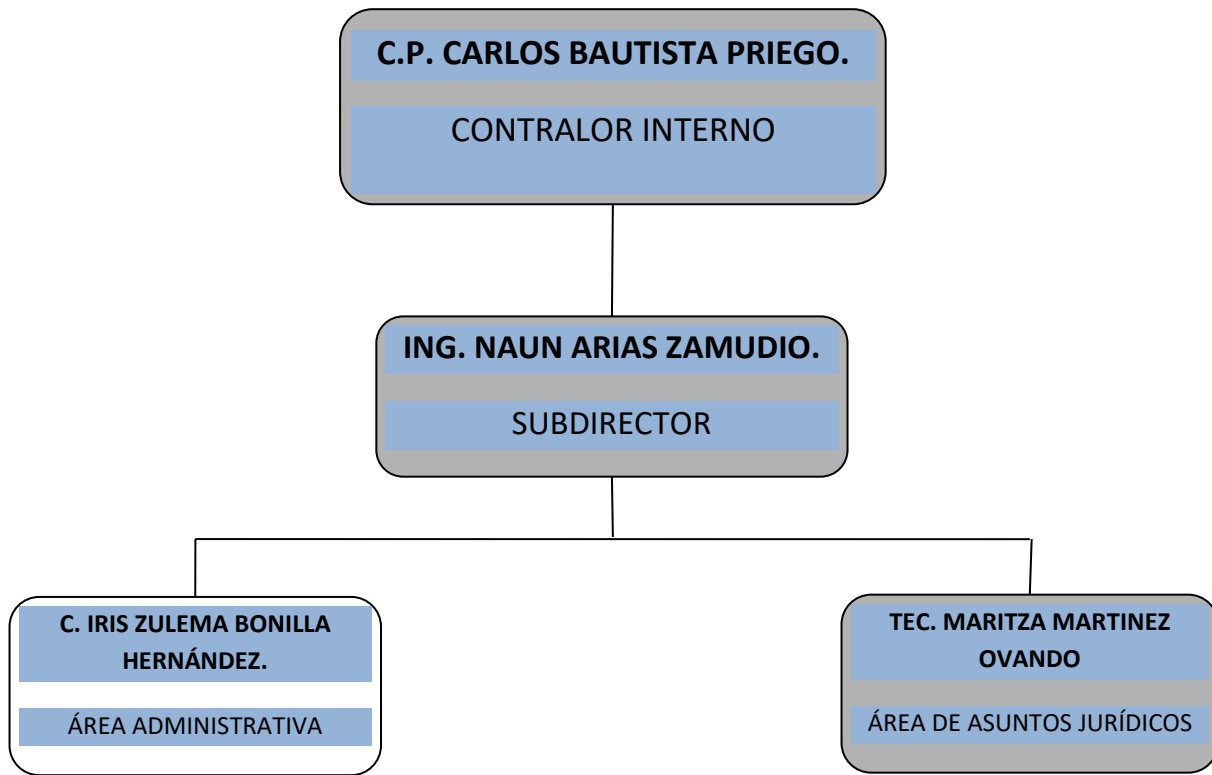 C.P. CARLOS BAUTISTA PRIEGO.
CONTRALOR INTERNO
ING. NAUN ARIAS ZAMUDIO.
SUBDIRECTOR
C. IRIS ZULEMA BONILLA
HERNÁNDEZ.
ÁREA ADMINISTRATIVA
TEC. MARITZA MARTINEZ
OVANDO
ÁREA DE ASUNTOS JURÍDICOS